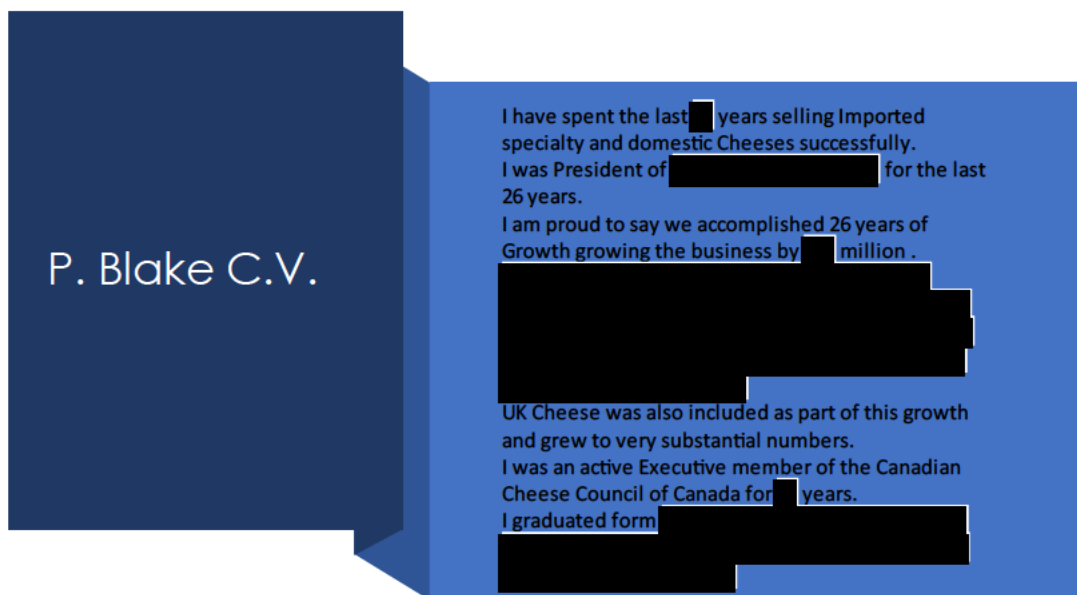 P. Blake C.V.
I have spent the last years selling Imported
specialty and domestic Cheeses successfully.
I was President of for the last
26 years.
I am proud to say we accomplished 26 years of
Growth growing the business by million .
UK Cheese was also included as part of this growth
and grew to very substantial numbers.
I was an active Executive member of the Canadian
Cheese Council of Canada for years.
I graduated form